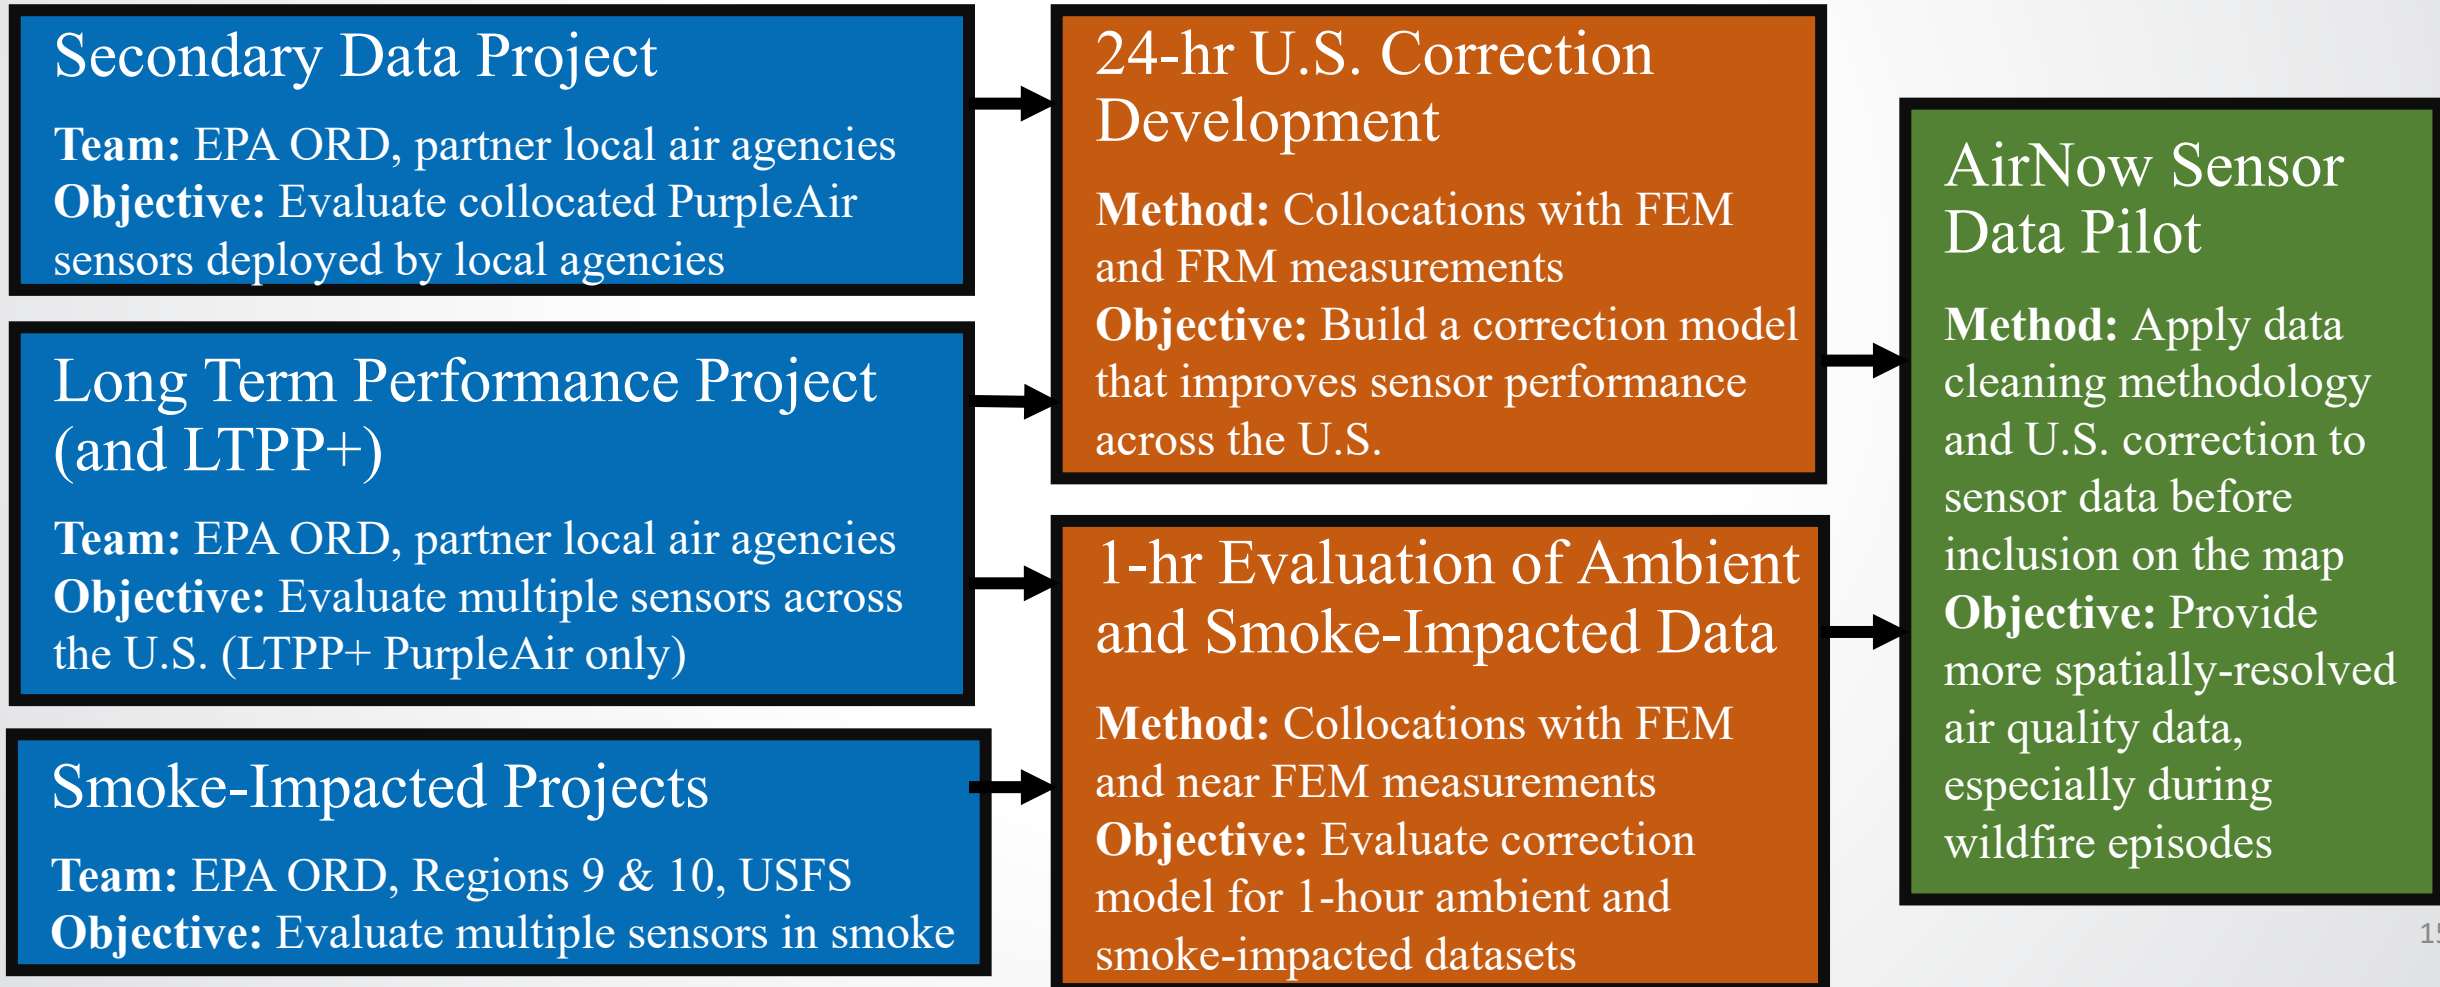 Secondary Data Project
Team: EPA ORD, partner local air agencies
Objective: Evaluate collocated PurpleAir
sensors deployed by local agencies
Long Term Performance Project
(and LTPP+)
Team: EPA ORD, partner local air agencies
Objective: Evaluate multiple sensors across
the U.S. (LTPP+ PurpleAir only)
Smoke-Impacted Projects
Team: EPA ORD, Regions 9 & 10, USFS
Objective: Evaluate multiple sensors in smoke
24-hr U.S. Correction
Development
Method: Collocations with FEM
and FRM measurements
Objective: Build a correction model
that improves sensor performance
across the U.S.
1-hr Evaluation of Ambient
and Smoke-Impacted Data
Method: Collocations with FEM
and near FEM measurements
Objective: Evaluate correction
model for 1-hour ambient and
smoke-impacted datasets
AirNow Sensor
Data Pilot
Method: Apply data
cleaning methodology
and U.S. correction to
sensor data before
inclusion on the map
Objective: Provide
more spatially-resolved
air quality data,
especially during
wildfire episodes
15